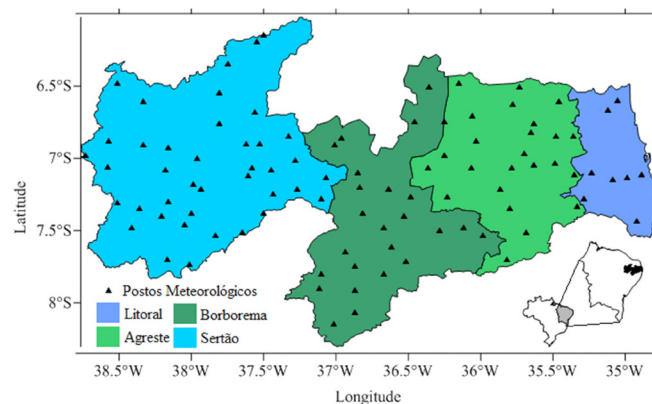 6.5°S
7°S
7.5°S
8°S
Latitude
Postos Meteorológicos
Litoral
Borborema
Agreste
Sertão
38.5°W
38°W
37.5°W
37°W
36.5°W
36°W
35.5°W
35°W
Longitude